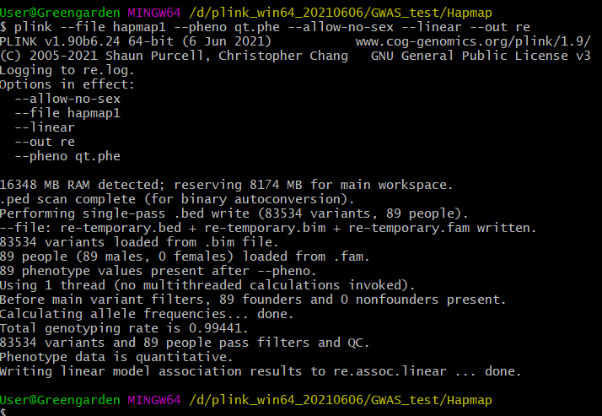 User@Greengarden MINGW64 /d/plink_win64_20210606/GWAS_test/Hapmap
$ plink --file hapmap1 --pheno qt.phe --allow-no-sex --linear --out re
PLINK v1.90b6.24 64-bit (6 Jun 2021)           www.cog-genomics.org/plink/1.9/
(C) 2005-2021 Shaun Purcell, Christopher Chang   GNU General Public License v3
Logging to re.log.
Options in effect:
  --allow-no-sex
  --file hapmap1
  --linear
  --out re
  --pheno qt.phe
16348 MB RAM detected; reserving 8174 MB for main workspace.
.ped scan complete (for binary autoconversion).
Performing single-pass .bed write (83534 variants, 89 people).
--file: re-temporary.bed + re-temporary.bim + re-temporary.fam written.
83534 variants loaded from .bim file.
89 people (89 males, 0 females) loaded from .fam.
89 phenotype values present after --pheno.
Using 1 thread (no multithreaded calculations invoked).
Before main variant filters, 89 founders and 0 nonfounders present.
Calculating allele frequencies... done.
Total genotyping rate is 0.99441.
83534 variants and 89 people pass filters and QC.
Phenotype data is quantitative.
Writing linear model association results to re.assoc.linear ... done.
User@Greengarden MINGW64 /d/plink_win64_20210606/GWAS_test/Hapmap
$